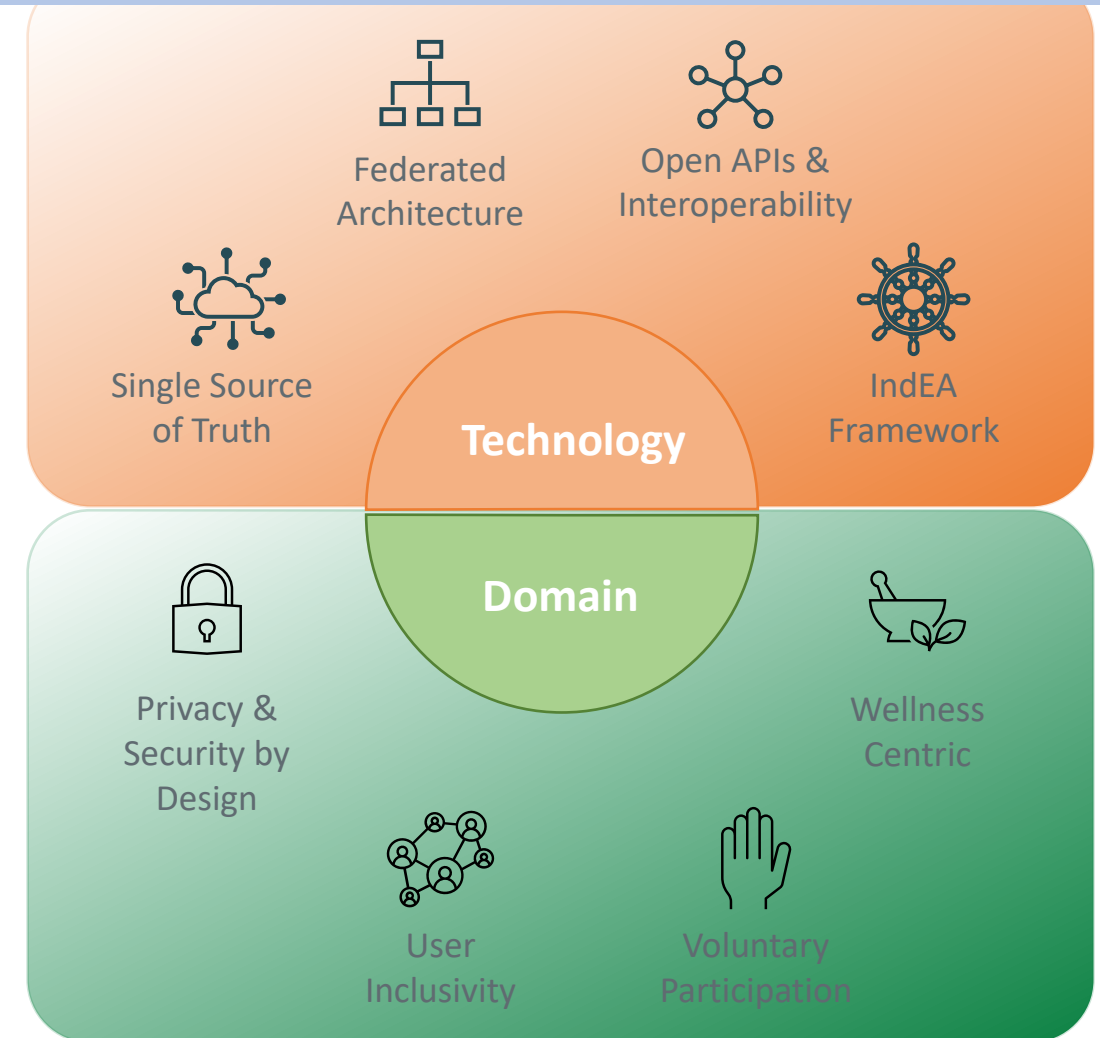 Federated
Architecture
Open APIs &
Interoperability
Single Source
of Truth
IndEA
Framework
Technology
Domain
Privacy &
Security by
Design
Wellness
Centric
User
Inclusivity
Voluntary
Participation